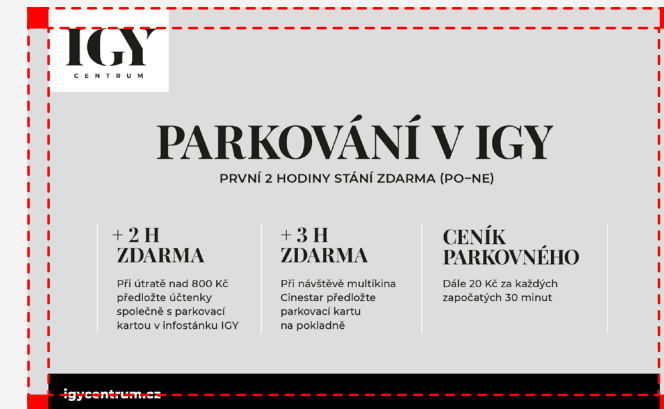 IGY
CENTRUM
PARKOVÁNÍ V IGY
PRVNÍ 2 HODINY STÁNÍ ZDARMA (PO–NE)
+ 2 H
ZDARMA
Při útratě nad 800 Kč
předložte účtenky
společně s parkovací
kartou v infostánku IGY
+ 3 H
ZDARMA
Při návštěvě multikina
Cinestar předložte
parkovací kartu
na pokladně
CENÍK
PARKOVNÉHO
Dále 20 Kč za každých
započatých 30 minut
igycentrum.cz